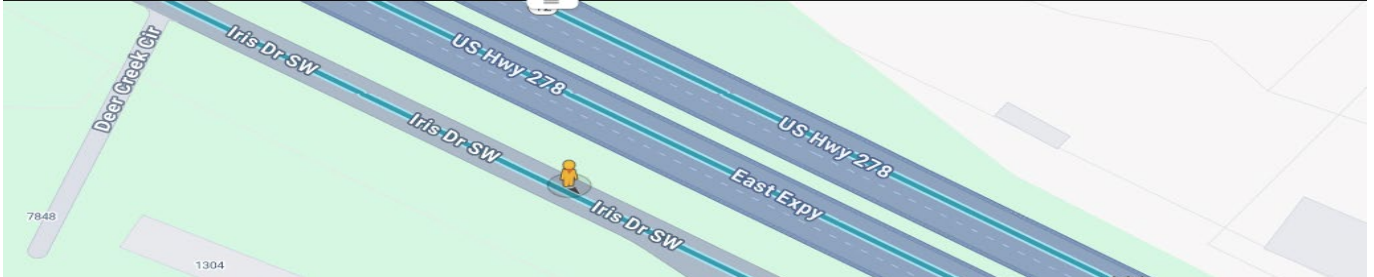 Deer Creek Cir
Iris Dr SW
US Hwy 278
Iris Dr SW
US Hwy 278
East Expy
Iris Dr SW
7848
1304